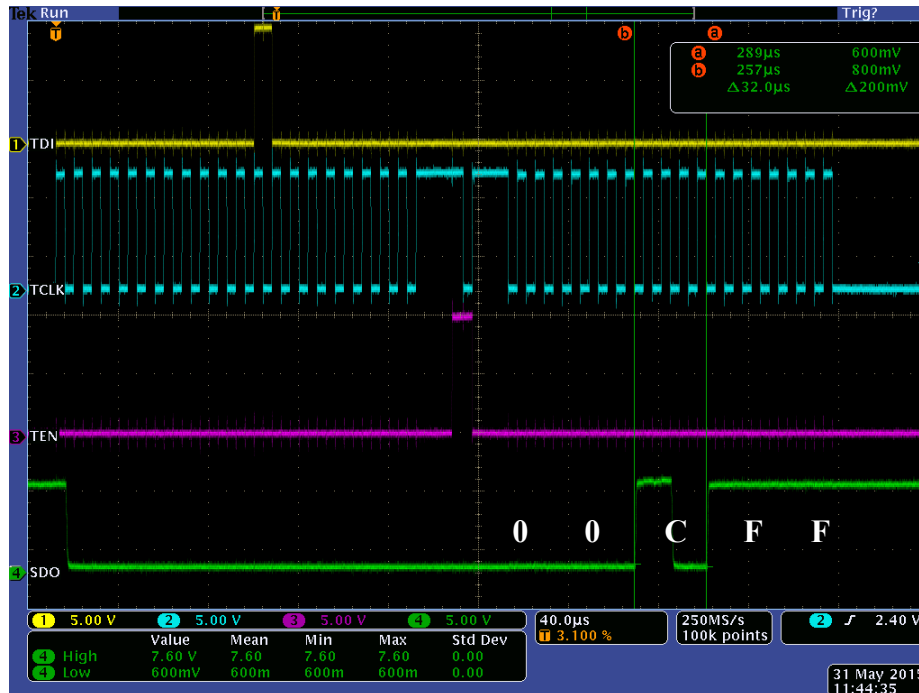 Tek Run Trig?
T
T b a
a 289µs 600mV
b 257µs 800mV
Δ32.0µs Δ200mV
1 TDI
2 TCLK
3 TEN
0 0 C F F
4 SDO
1 5.00 V 2 5.00 V 3 5.00 V 4 5.00 V
40.0µs
T 3.100 %
250MS/s
100k points
2 2.40 V
Value Mean Min Max Std Dev
4 High 7.60 V 7.60 7.60 7.60 0.00
4 Low 600mV 600m 600m 600m 0.00
31 May 2015
11:44:35